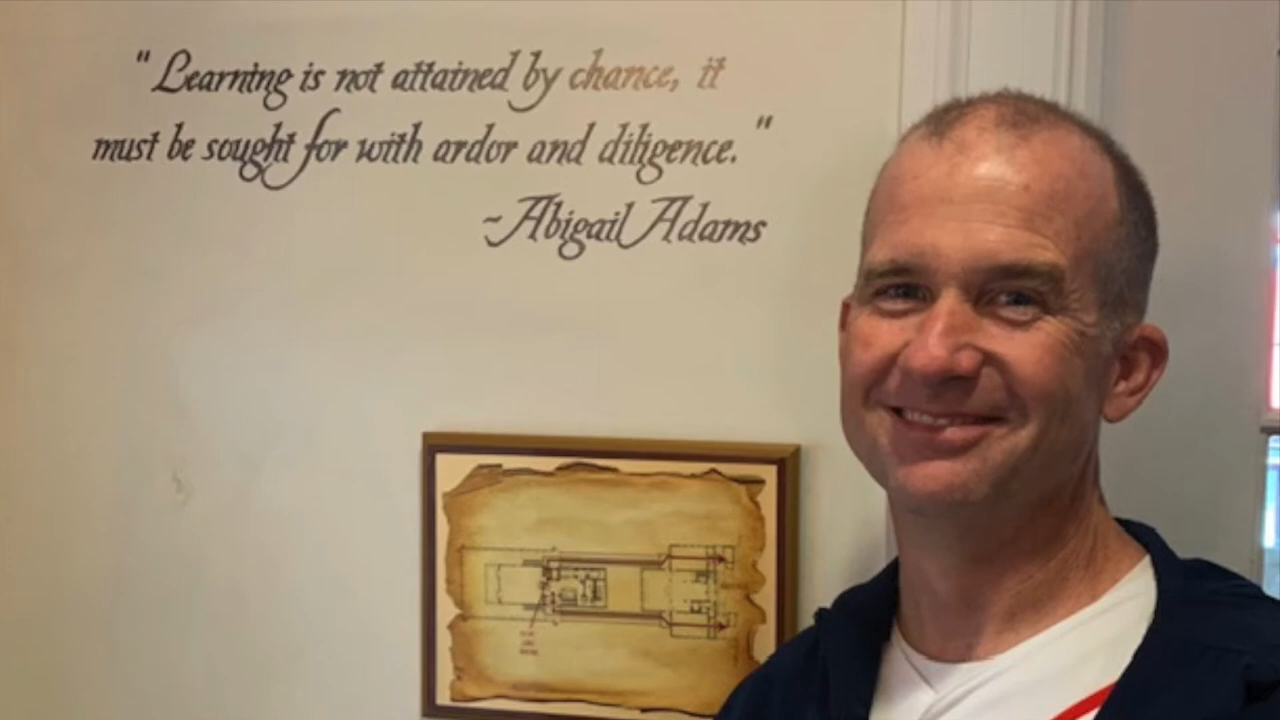 "Learning is not attained by chance, it
must be sought for with ardor and diligence."
~Abigail Adams